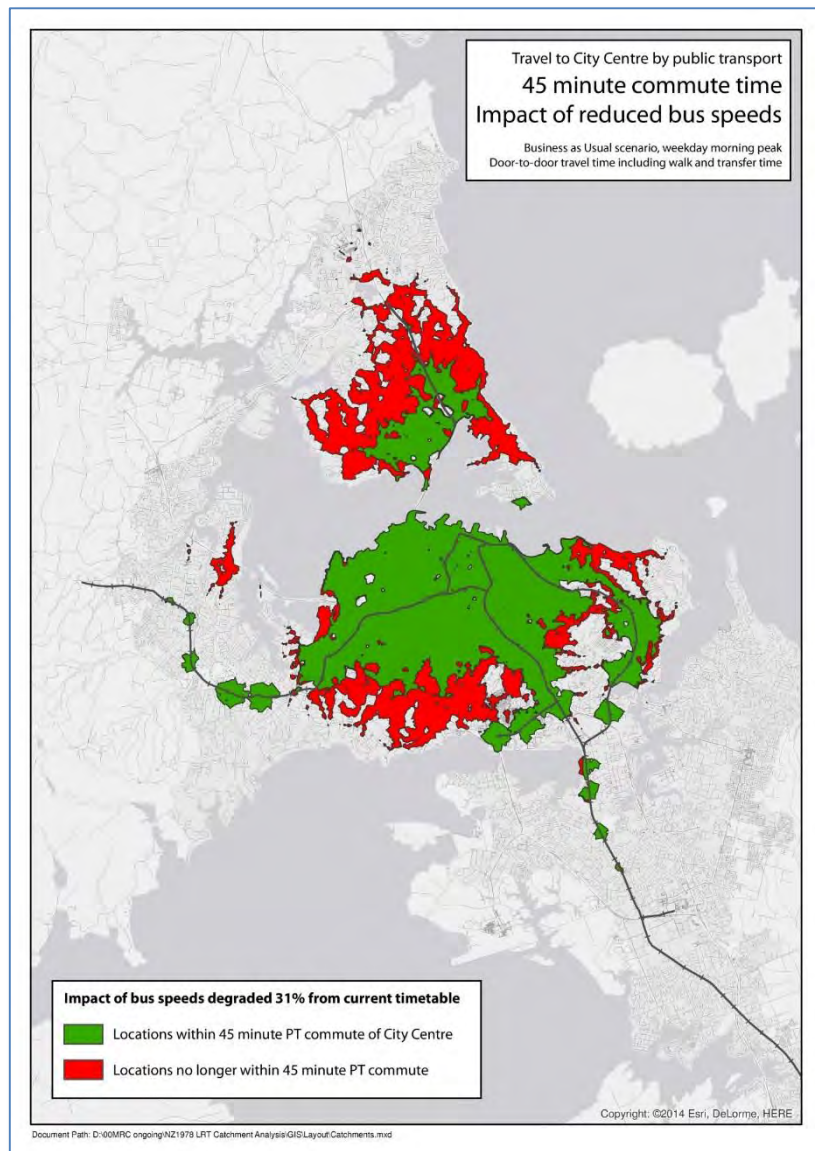 Travel to City Centre by public transport
45 minute commute time
Impact of reduced bus speeds
Business as Usual scenario, weekday morning peak
Door-to-door travel time including walk and transfer time
Impact of bus speeds degraded 31% from current timetable
Locations within 45 minute PT commute of City Centre
Locations no longer within 45 minute PT commute
Copyright: ©2014 Esri, DeLorme, HERE
Document Path: D:\00MRC ongoing\NZ1978 LRT Catchment Analysis\GIS\Layout\Catchments.mxd